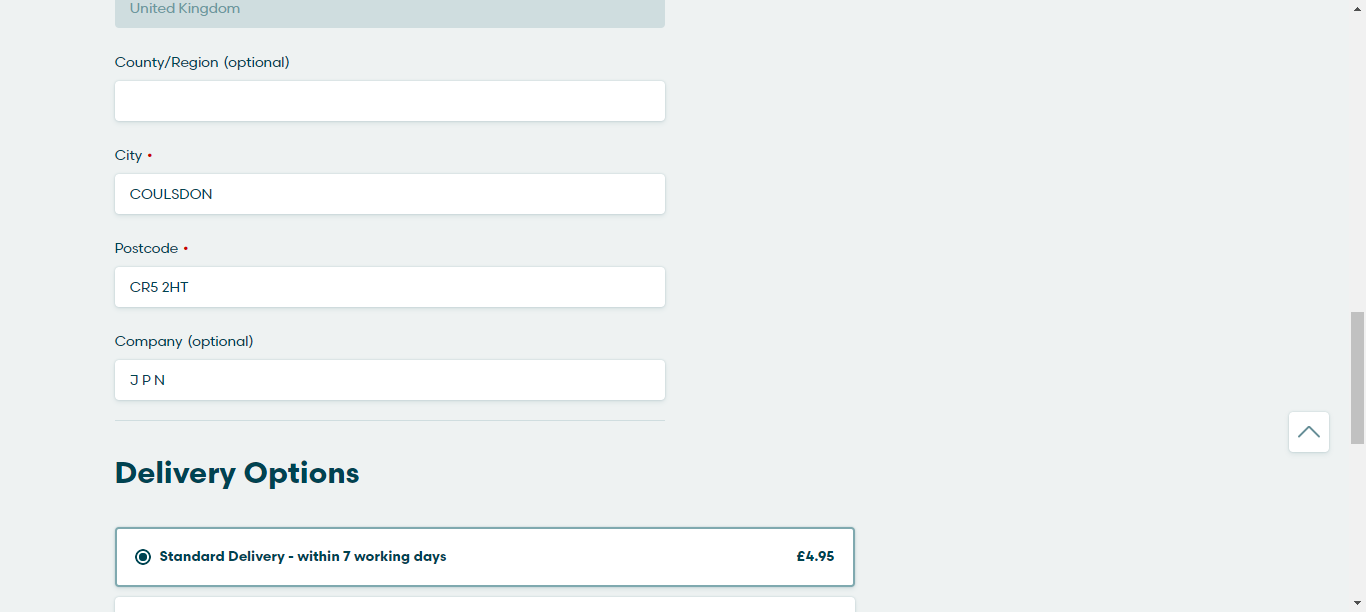 United Kingdom
County/Region (optional)
City •
COULSDON
Postcode •
CR5 2HT
Company (optional)
J P N
Delivery Options
Standard Delivery - within 7 working days £4.95